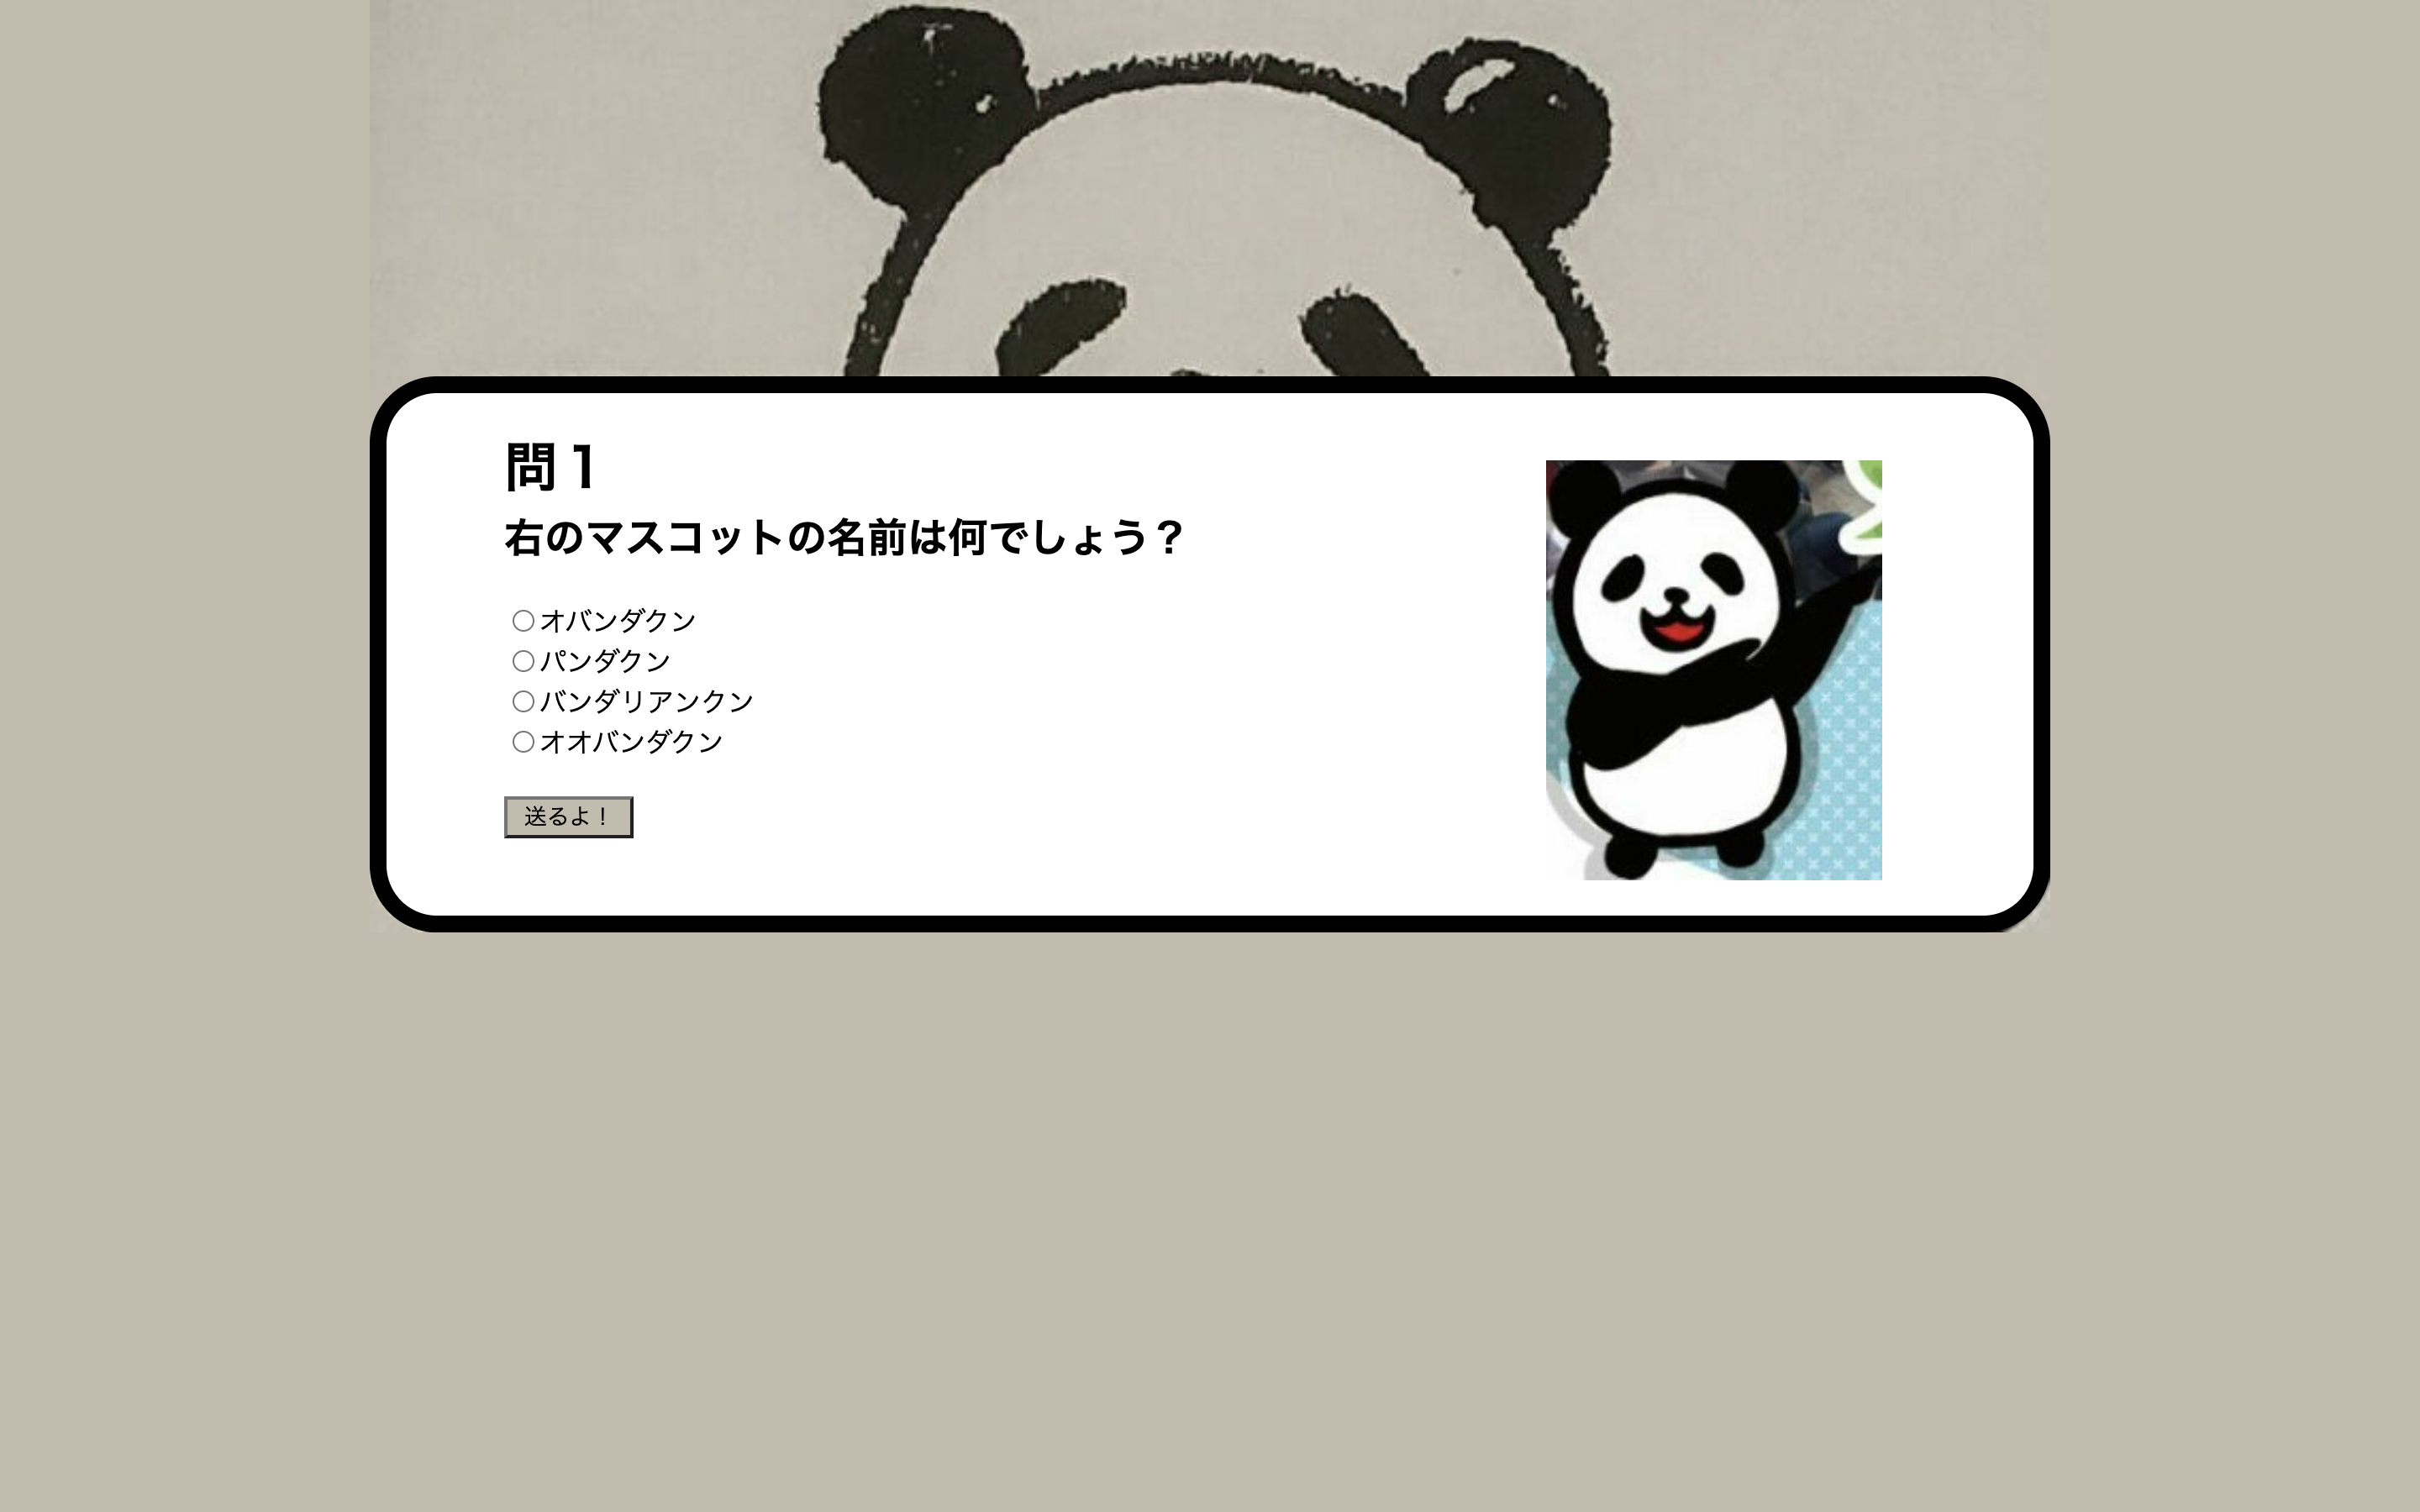 問１
右のマスコットの名前は何でしょう？
オバンダクン
パンダクン
バンダリアンクン
オオバンダクン
送るよ！